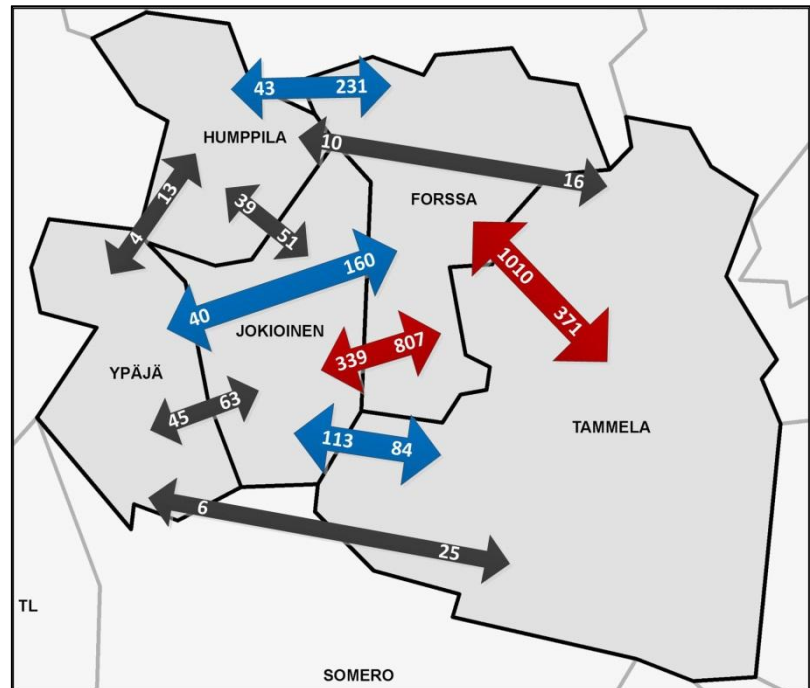 43 231
HUMPPILA
10
16
13
4
FORSSA
39
51
1010
371
160
40
JOKIOINEN
339 807
YPÄJÄ
45 63
TAMMELA
113 84
6
25
TL
SOMERO